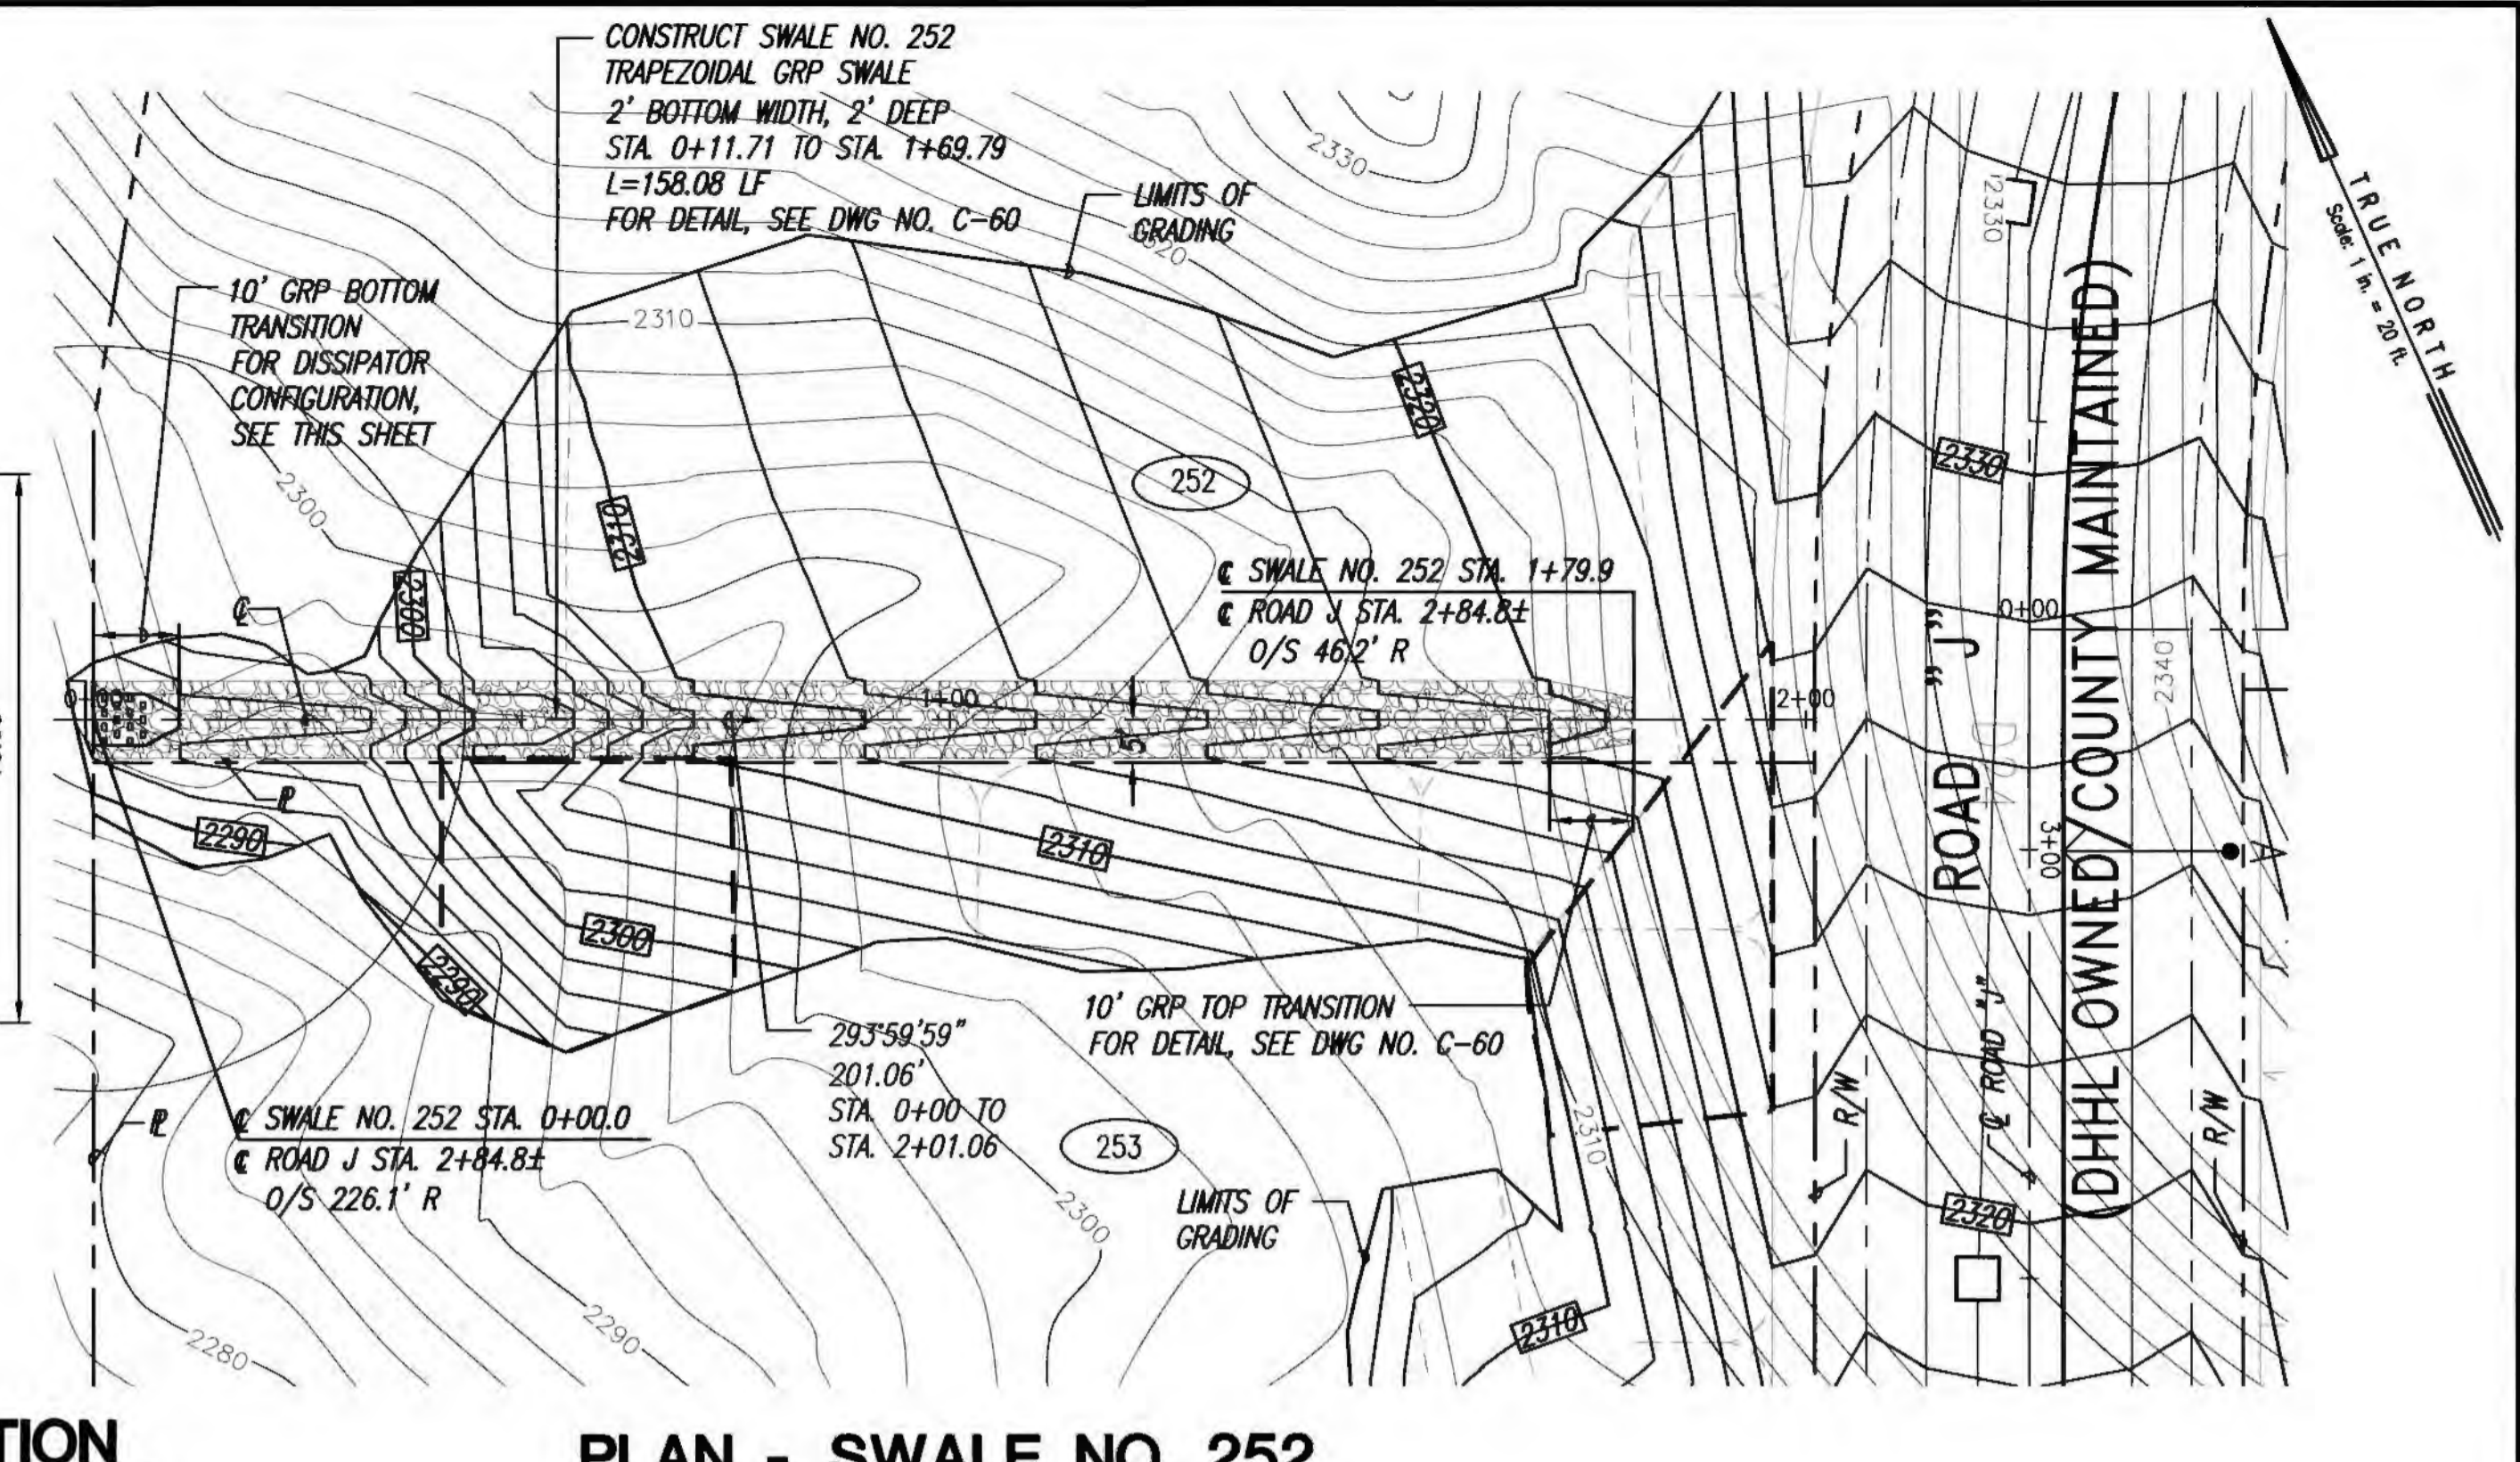 CONSTRUCT SWALE NO. 252
TRAPEZOIDAL GRP SWALE
2' BOTTOM WIDTH, 2' DEEP
STA. 0+11.71 TO STA. 1+69.79
L=158.08 LF
FOR DETAIL, SEE DWG NO. C-60
LIMITS OF
GRADING
2330
2320
2330
TRUE NORTH
Scale: 1 in. = 20 ft.
10' GRP BOTTOM
TRANSITION
FOR DISSIPATOR
CONFIGURATION,
SEE THIS SHEET
2310
2320
2300
2310
252
2330
2300
℄ SWALE NO. 252 STA. 1+79.9
℄ ROAD J STA. 2+84.8±
O/S 46.2' R
℄
0+00
1+00
2+00
5'
ROAD "J"
(DHHL OWNED/COUNTY MAINTAINED)
0+00
2340
3+00
A
P
2290
2310
2300
2290
10' GRP TOP TRANSITION
FOR DETAIL, SEE DWG NO. C-60
293°59'59"
201.06'
STA. 0+00 TO
STA. 2+01.06
253
℄ SWALE NO. 252 STA. 0+00.0
℄ ROAD J STA. 2+84.8±
O/S 226.1' R
P
LIMITS OF
GRADING
2300
2310
R/W
℄ ROAD "J"
R/W
2320
2310
2280
2290
TION
PLAN - SWALE NO. 252